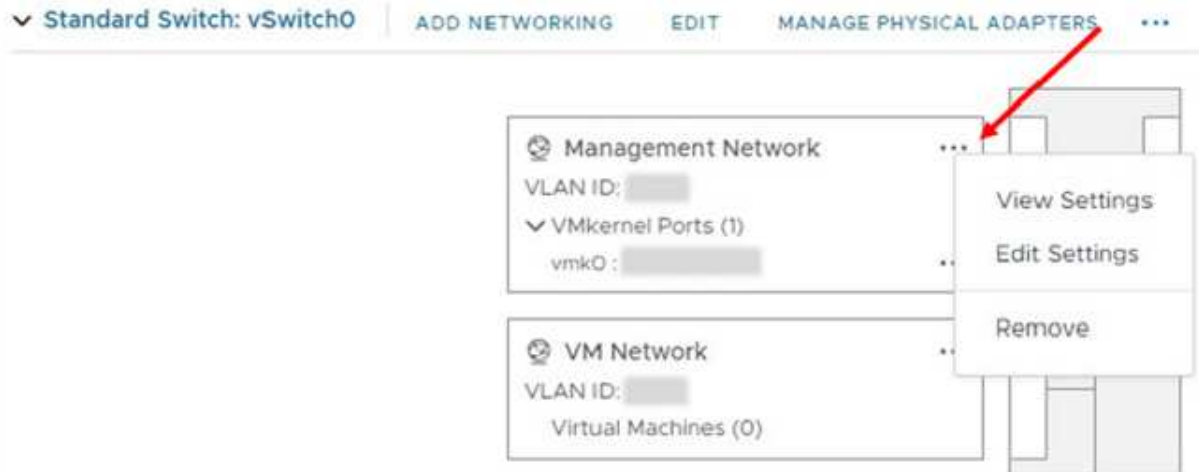 Standard Switch: vSwitch0 ADD NETWORKING EDIT MANAGE PHYSICAL ADAPTERS ...
Management Network ...
VLAN ID:
VMkernel Ports (1)
vmk0 :
View Settings
Edit Settings
Remove
VM Network
VLAN ID:
Virtual Machines (0)